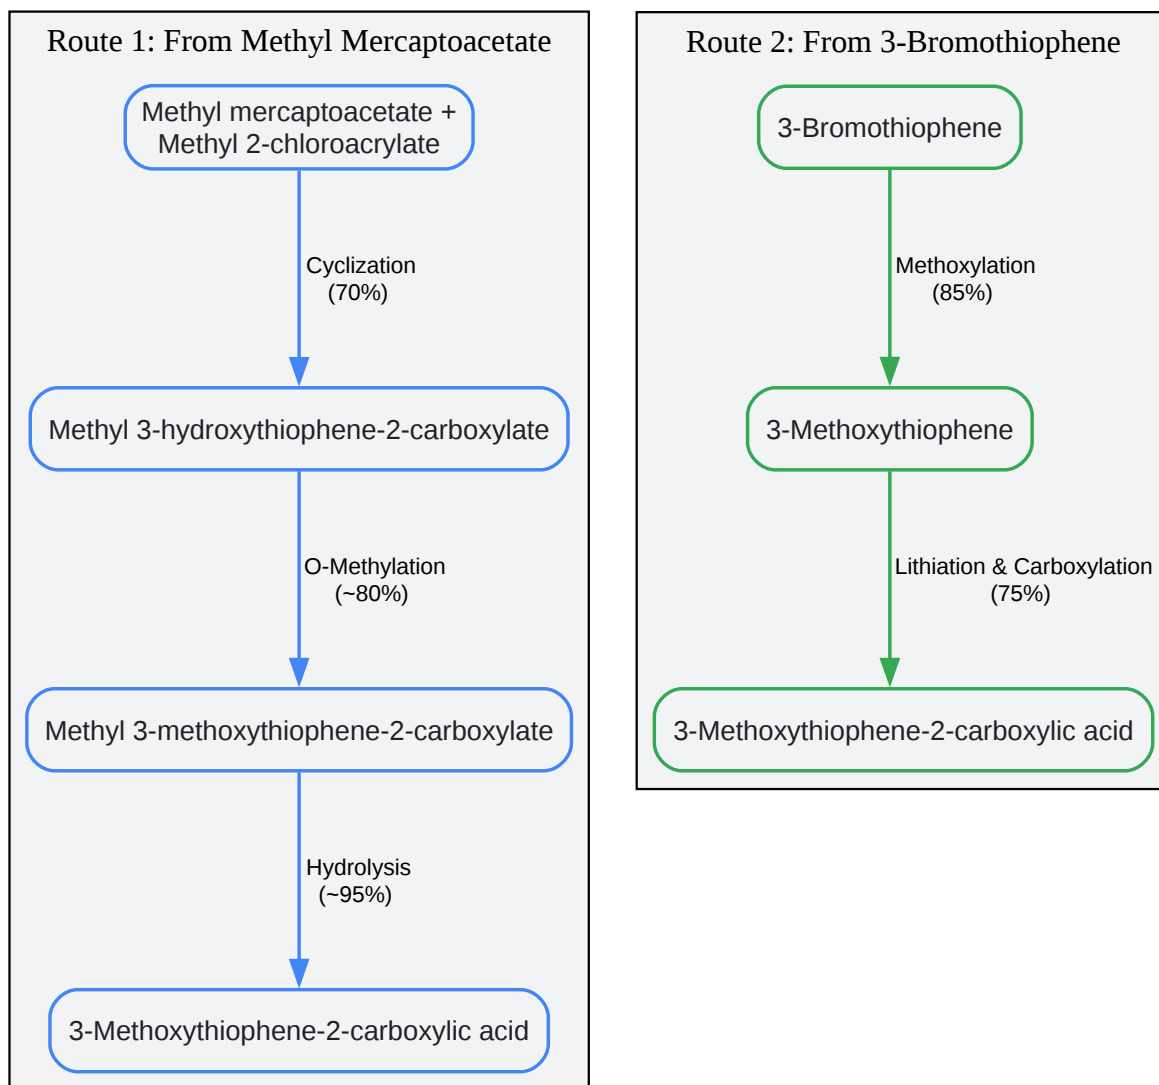 Route 1: From Methyl Mercaptoacetate
Methyl mercaptoacetate +
Methyl 2-chloroacrylate
Cyclization
(70%)
Methyl 3-hydroxythiophene-2-carboxylate
O-Methylation
(~80%)
Methyl 3-methoxythiophene-2-carboxylate
Hydrolysis
(~95%)
3-Methoxythiophene-2-carboxylic acid
Route 2: From 3-Bromothiophene
3-Bromothiophene
Methoxylation
(85%)
3-Methoxythiophene
Lithiation & Carboxylation
(75%)
3-Methoxythiophene-2-carboxylic acid